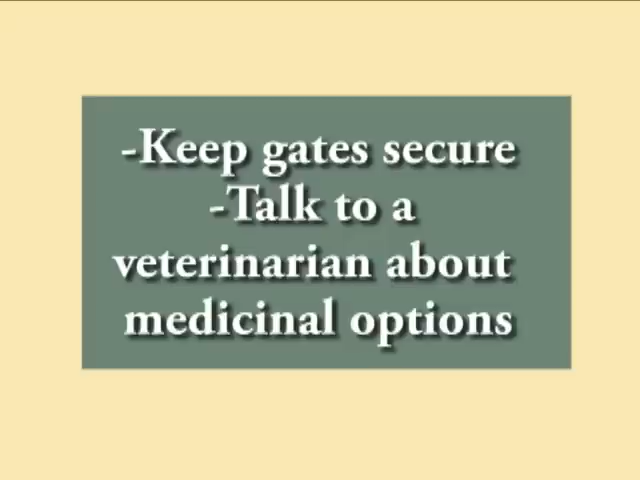 -Keep gates secure
-Talk to a
veterinarian about
medicinal options